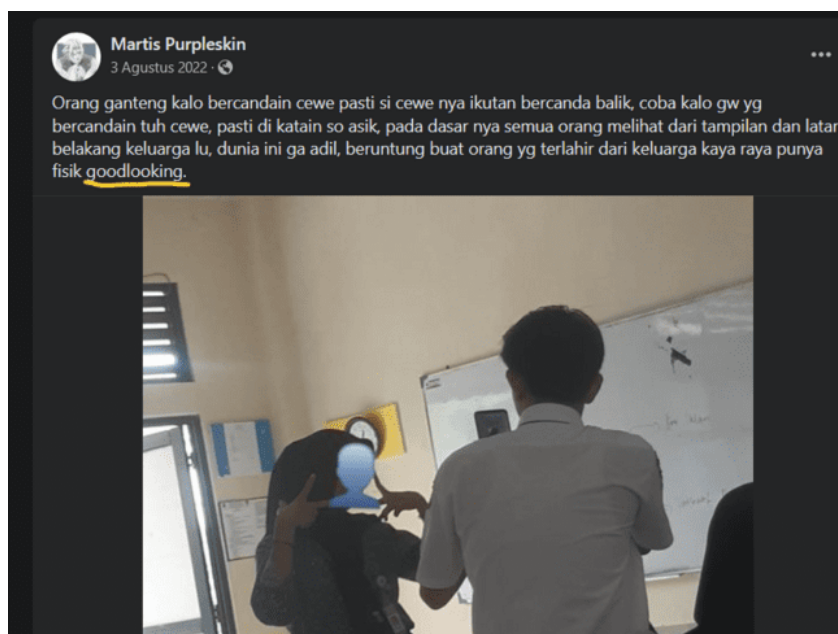 Martis Purpleskin
3 Agustus 2022 ·
Orang ganteng kalo bercandain cewe pasti si cewe nya ikutan bercanda balik, coba kalo gw yg
bercandain tuh cewe, pasti di katain so asik, pada dasar nya semua orang melihat dari tampilan dan latar
belakang keluarga lu, dunia ini ga adil, beruntung buat orang yg terlahir dari keluarga kaya raya punya
fisik goodlooking.